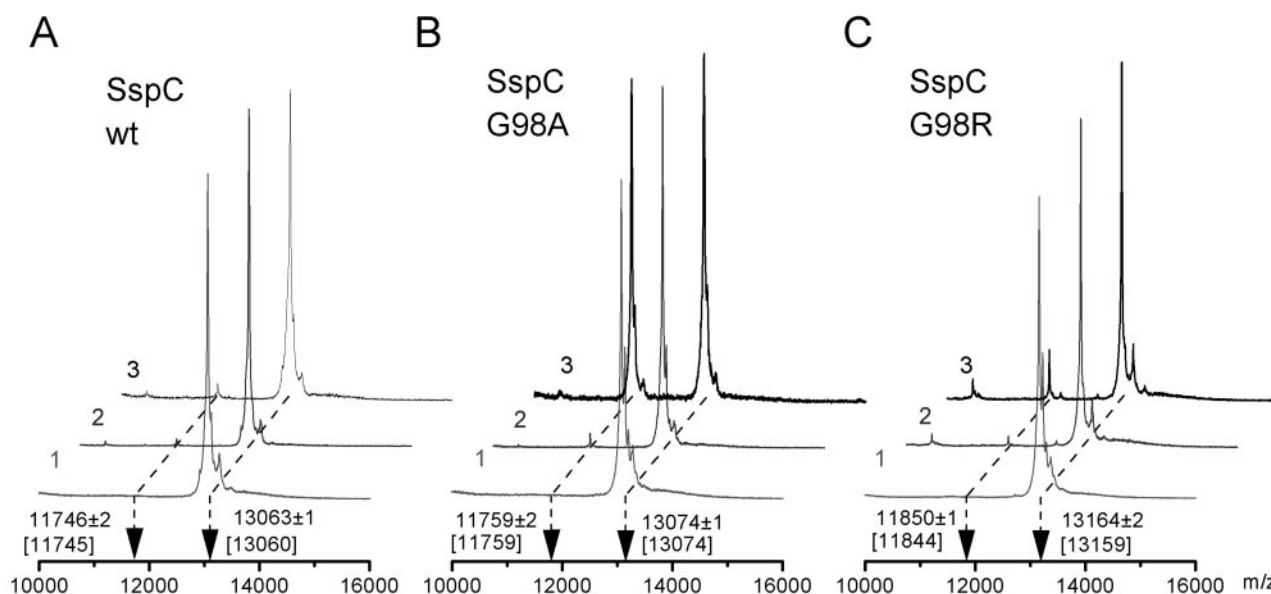 A
SspC
wt
3
2
1
11746±2
[11745]
13063±1
[13060]
10000 12000 14000 16000
B
SspC
G98A
3
2
1
11759±2
[11759]
13074±1
[13074]
10000 12000 14000 16000
C
SspC
G98R
3
2
1
11850±1
[11844]
13164±2
[13159]
10000 12000 14000 16000 m/z